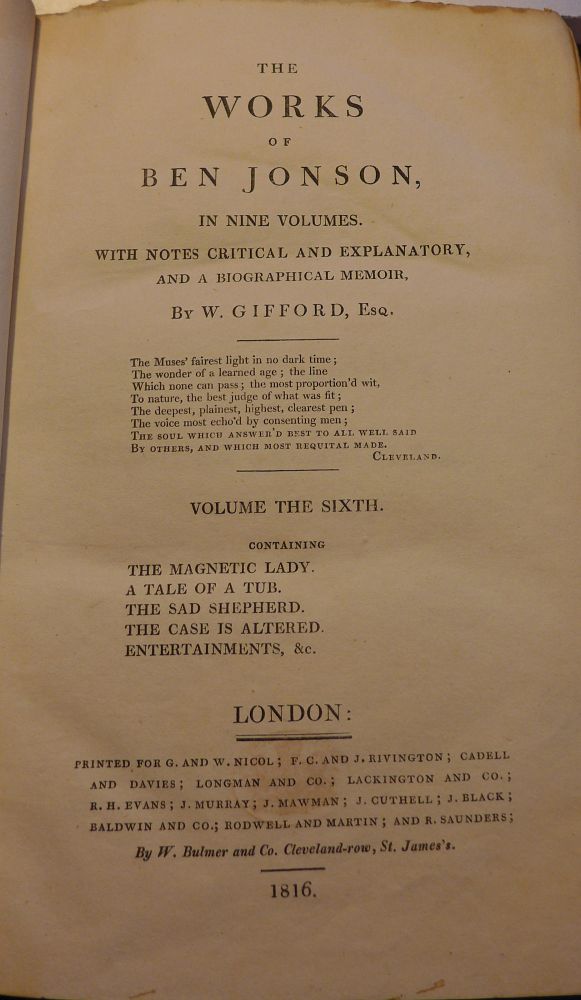 THE
WORKS
OF
BEN JONSON,
IN NINE VOLUMES.
WITH NOTES CRITICAL AND EXPLANATORY,
AND A BIOGRAPHICAL MEMOIR,
BY W. GIFFORD, ESQ.
The Muses' fairest light in no dark time;
The wonder of a learned age; the line
Which none can pass; the most proportion'd wit,
To nature, the best judge of what was fit;
The deepest, plainest, highest, clearest pen;
The voice most echo'd by consenting men;
THE SOUL WHICH ANSWER'D BEST TO ALL WELL SAID
BY OTHERS, AND WHICH MOST REQUITAL MADE.
CLEVELAND.
VOLUME THE SIXTH.
CONTAINING
THE MAGNETIC LADY.
A TALE OF A TUB.
THE SAD SHEPHERD.
THE CASE IS ALTERED.
ENTERTAINMENTS, &c.
LONDON:
PRINTED FOR G. AND W. NICOL; F. C. AND J. RIVINGTON; CADELL
AND DAVIES; LONGMAN AND CO.; LACKINGTON AND CO.;
R. H. EVANS; J. MURRAY; J. MAWMAN; J. CUTHELL; J. BLACK;
BALDWIN AND CO.; RODWELL AND MARTIN; AND R. SAUNDERS;
By W. Bulmer and Co. Cleveland-row, St. James's.
1816.